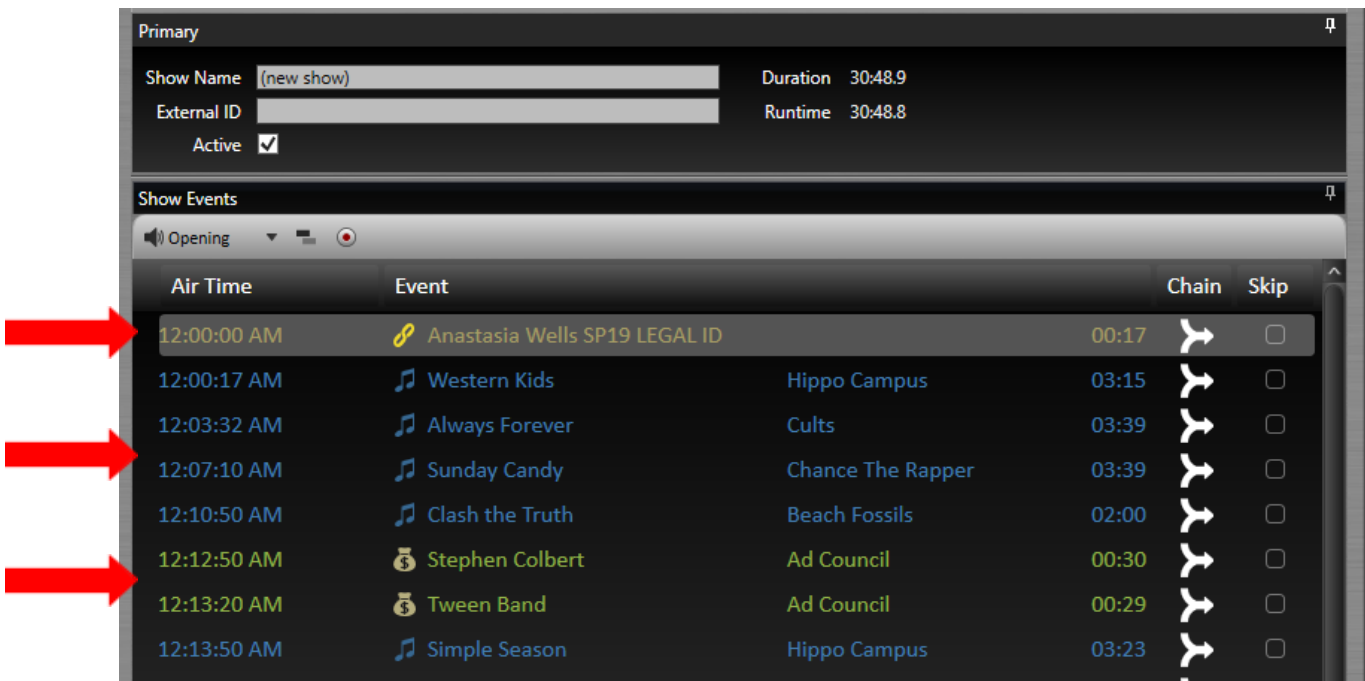 Primary
Show Name (new show) Duration 30:48.9
External ID Runtime 30:48.8
Active
Show Events
Opening
Air Time Event Chain Skip
12:00:00 AM Anastasia Wells SP19 LEGAL ID 00:17
12:00:17 AM Western Kids Hippo Campus 03:15
12:03:32 AM Always Forever Cults 03:39
12:07:10 AM Sunday Candy Chance The Rapper 03:39
12:10:50 AM Clash the Truth Beach Fossils 02:00
12:12:50 AM Stephen Colbert Ad Council 00:30
12:13:20 AM Tween Band Ad Council 00:29
12:13:50 AM Simple Season Hippo Campus 03:23